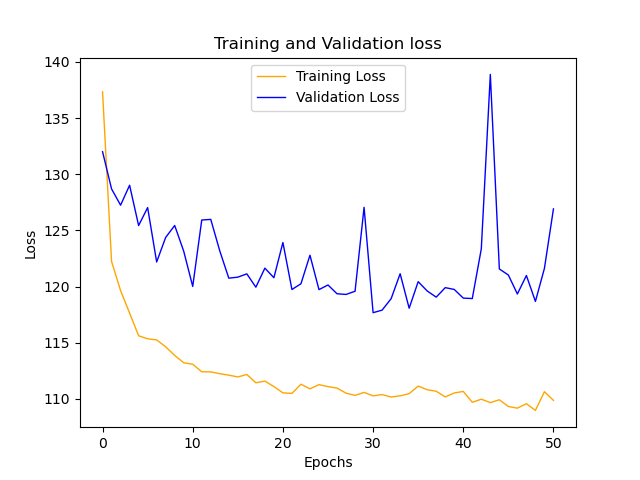 Training and Validation loss
Training Loss
Validation Loss
140
135
130
125
120
115
110
Loss
0 10 20 30 40 50
Epochs